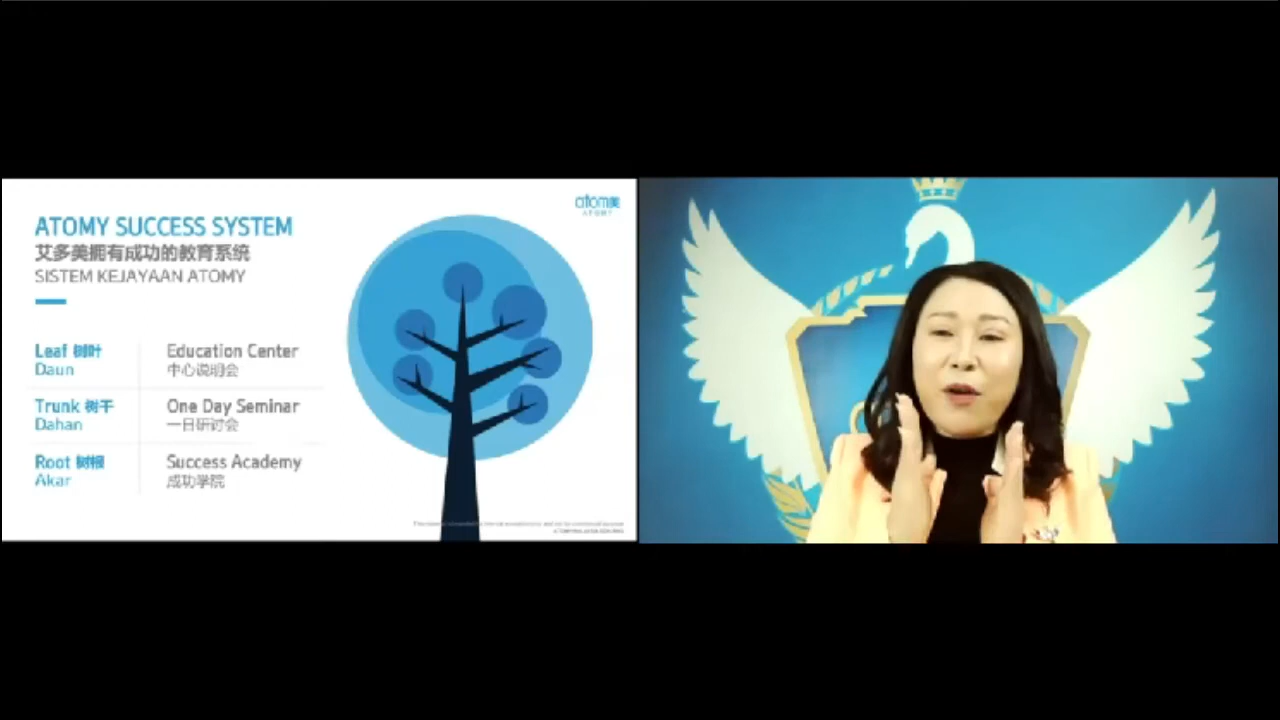 atom美
ATOMY
ATOMY SUCCESS SYSTEM
艾多美拥有成功的教育系统
SISTEM KEJAYAAN ATOMY
Leaf 树叶
Daun
Education Center
中心说明会
Trunk 树干
Dahan
One Day Seminar
一日研讨会
Root 树根
Akar
Success Academy
成功学院